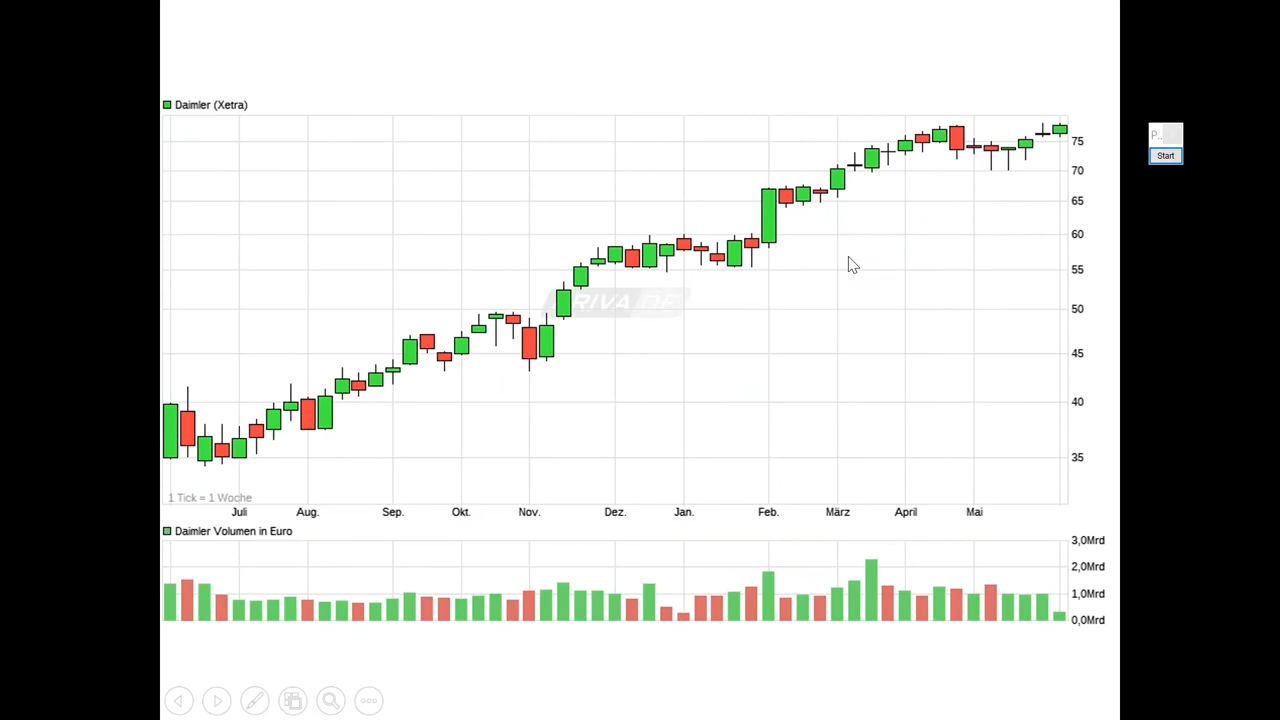 Daimler (Xetra)
P..
Start
75
70
65
60
55
ARIVA.DE
50
45
40
35
1 Tick = 1 Woche
Juli Aug. Sep. Okt. Nov. Dez. Jan. Feb. März April Mai
Daimler Volumen in Euro
3,0Mrd
2,0Mrd
1,0Mrd
0,0Mrd